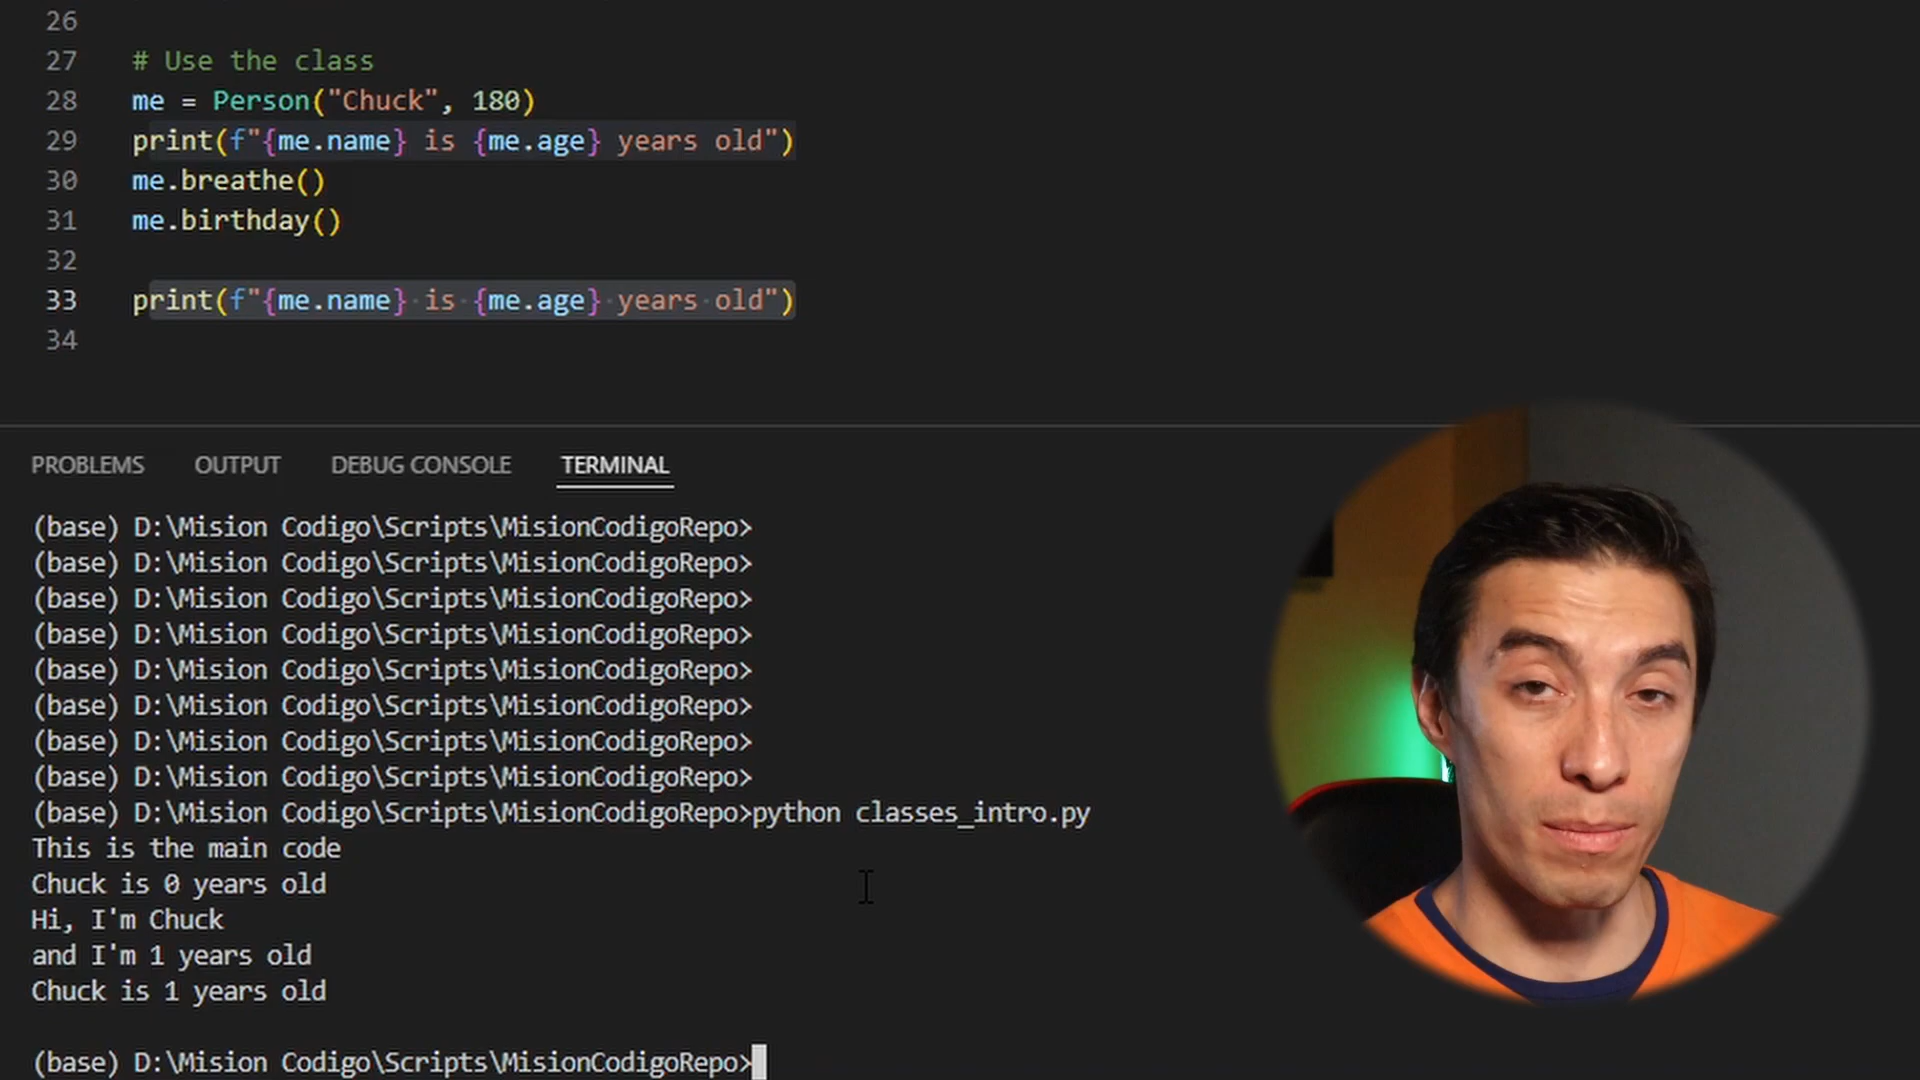 26
27 # Use the class
28 me = Person("Chuck", 180)
29 print(f"{me.name} is {me.age} years old")
30 me.breathe()
31 me.birthday()
32
33 print(f"{me.name} is {me.age} years old")
34
PROBLEMS OUTPUT DEBUG CONSOLE TERMINAL
(base) D:\Mision Codigo\Scripts\MisionCodigoRepo>
(base) D:\Mision Codigo\Scripts\MisionCodigoRepo>
(base) D:\Mision Codigo\Scripts\MisionCodigoRepo>
(base) D:\Mision Codigo\Scripts\MisionCodigoRepo>
(base) D:\Mision Codigo\Scripts\MisionCodigoRepo>
(base) D:\Mision Codigo\Scripts\MisionCodigoRepo>
(base) D:\Mision Codigo\Scripts\MisionCodigoRepo>
(base) D:\Mision Codigo\Scripts\MisionCodigoRepo>
(base) D:\Mision Codigo\Scripts\MisionCodigoRepo>python classes_intro.py
This is the main code
Chuck is 0 years old
Hi, I'm Chuck
and I'm 1 years old
Chuck is 1 years old
(base) D:\Mision Codigo\Scripts\MisionCodigoRepo>